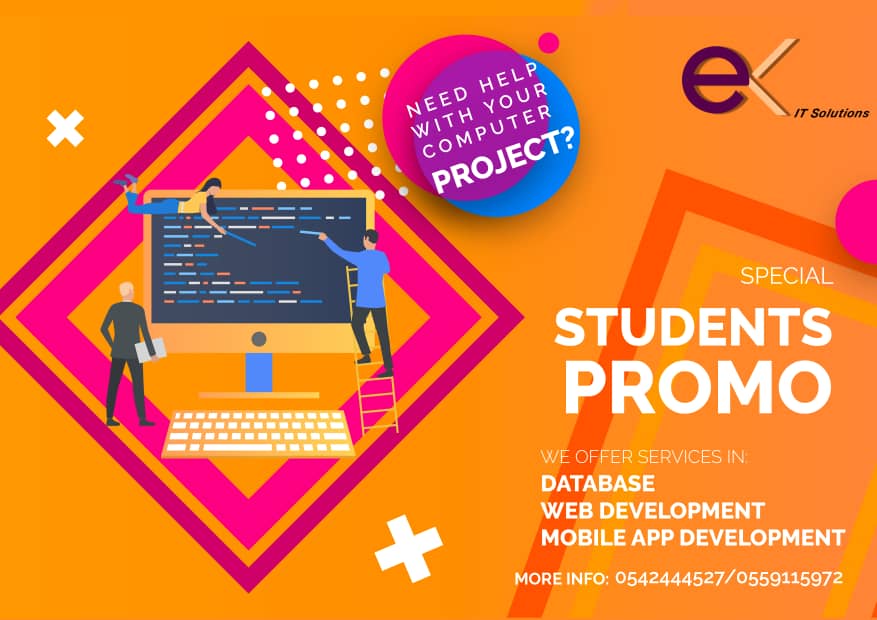 NEED HELP
WITH YOUR
COMPUTER
PROJECT?
eK
IT Solutions
SPECIAL
STUDENTS
PROMO
WE OFFER SERVICES IN:
DATABASE
WEB DEVELOPMENT
MOBILE APP DEVELOPMENT
MORE INFO: 0542444527/0559115972